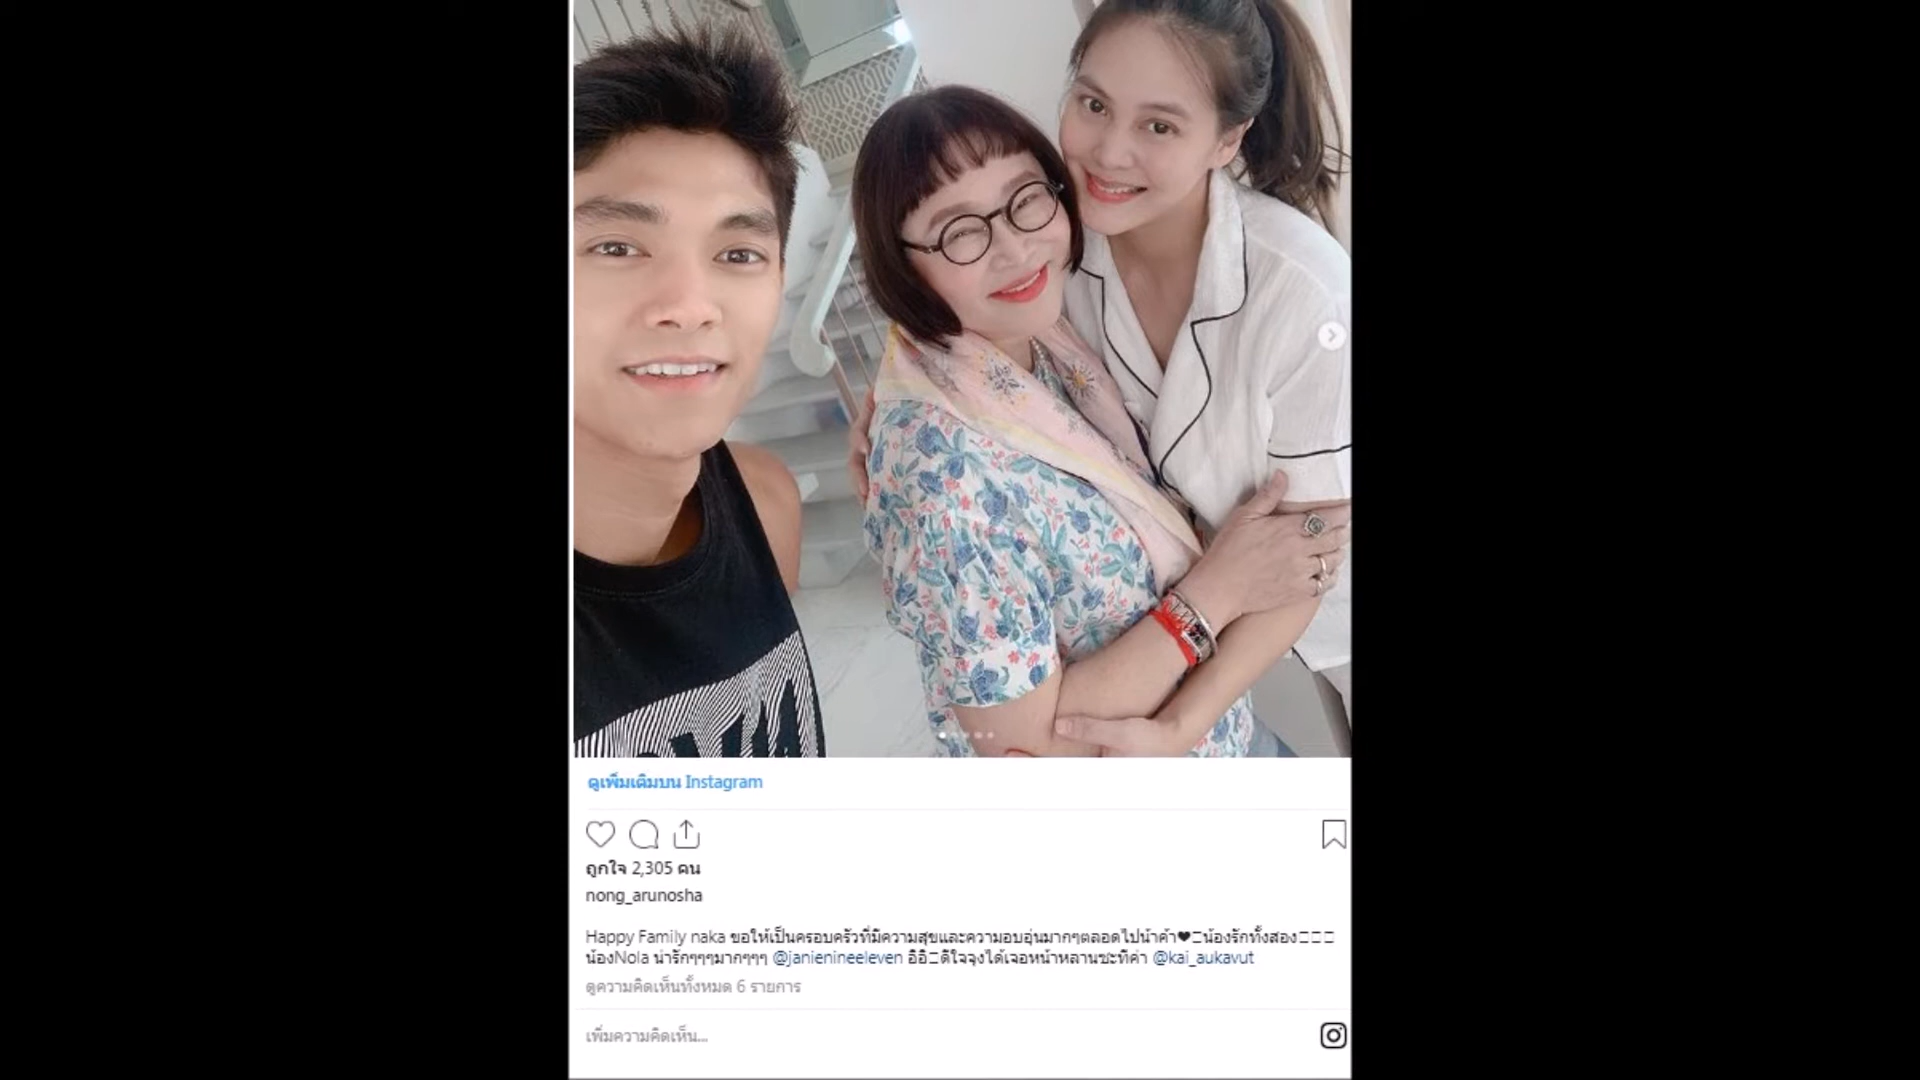 ดูเพิ่มเติมบน Instagram
ถูกใจ 2,305 คน
nong_arunosha
Happy Family naka ขอให้เป็นครอบครัวที่มีความสุขและความอบอุ่นมากๆตลอดไปน้าค้า❤□น้องรักทั้งสอง□□□
น้องNola น่ารักๆๆๆมากๆๆๆ @janienineeleven อิอิ□ดีใจจุงได้เจอหน้าหลานซะทีค่า @kai_aukavut
ดูความคิดเห็นทั้งหมด 6 รายการ
เพิ่มความคิดเห็น...